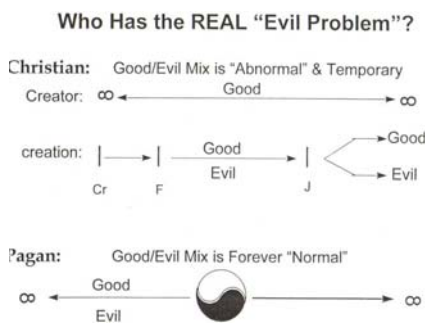 Who Has the REAL “Evil Problem”?
Christian: Good/Evil Mix is “Abnormal” & Temporary
Creator: ∞ Good ∞
creation: Good Good
Evil Evil
Cr F J
Pagan: Good/Evil Mix is Forever “Normal”
∞ Good ∞
Evil